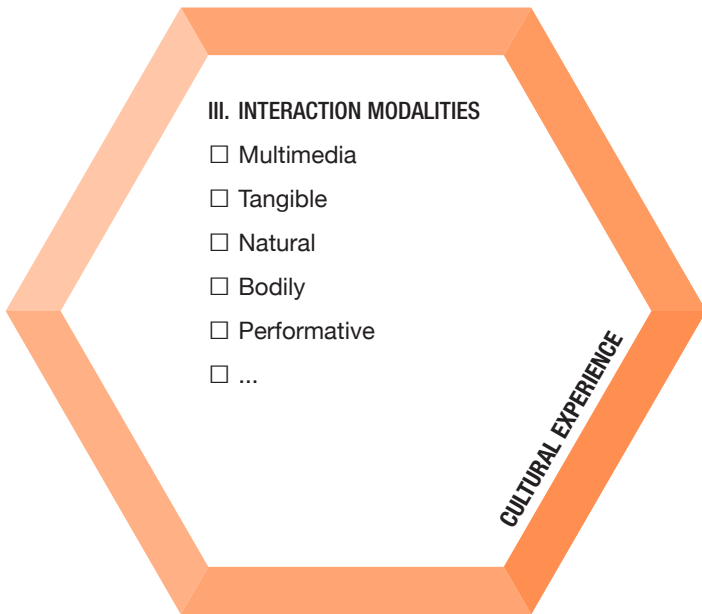 III. INTERACTION MODALITIES
☐ Multimedia
☐ Tangible
☐ Natural
☐ Bodily
☐ Performative
☐ ...
CULTURAL EXPERIENCE